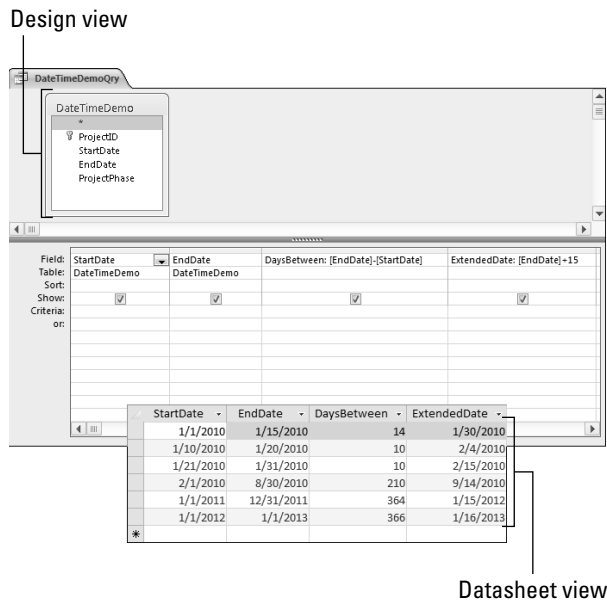 Design view
DateTimeDemoQry
DateTimeDemo
*
ProjectID
StartDate
EndDate
ProjectPhase
Field: StartDate EndDate DaysBetween: [EndDate]-[StartDate] ExtendedDate: [EndDate]+15
Table: DateTimeDemo DateTimeDemo
Sort:
Show:
Criteria:
or:
StartDate EndDate DaysBetween ExtendedDate
1/1/2010 1/15/2010 14 1/30/2010
1/10/2010 1/20/2010 10 2/4/2010
1/21/2010 1/31/2010 10 2/15/2010
2/1/2010 8/30/2010 210 9/14/2010
1/1/2011 12/31/2011 364 1/15/2012
1/1/2012 1/1/2013 366 1/16/2013
*
Datasheet view